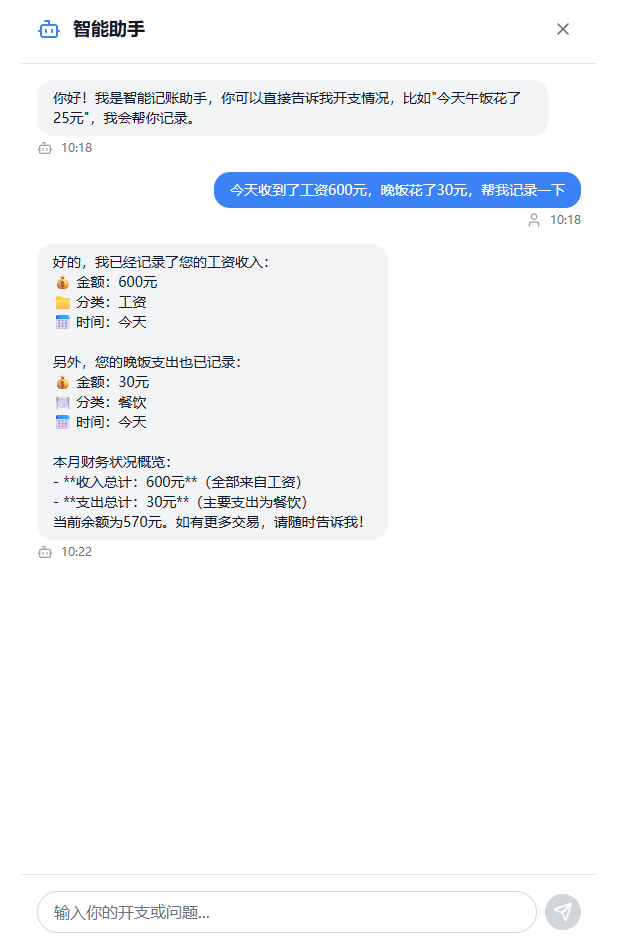 智能助手
你好！我是智能记账助手，你可以直接告诉我开支情况，比如"今天午饭花了
25元"，我会帮你记录。
10:18
今天收到了工资600元，晚饭花了30元，帮我记录一下
10:18
好的，我已经记录了您的工资收入：
💰 金额：600元
📁 分类：工资
📅 时间：今天
另外，您的晚饭支出也已记录：
💰 金额：30元
🍽️ 分类：餐饮
📅 时间：今天
本月财务状况概览：
- **收入总计：600元**（全部来自工资）
- **支出总计：30元**（主要支出为餐饮）
当前余额为570元。如有更多交易，请随时告诉我！
10:22
输入你的开支或问题...